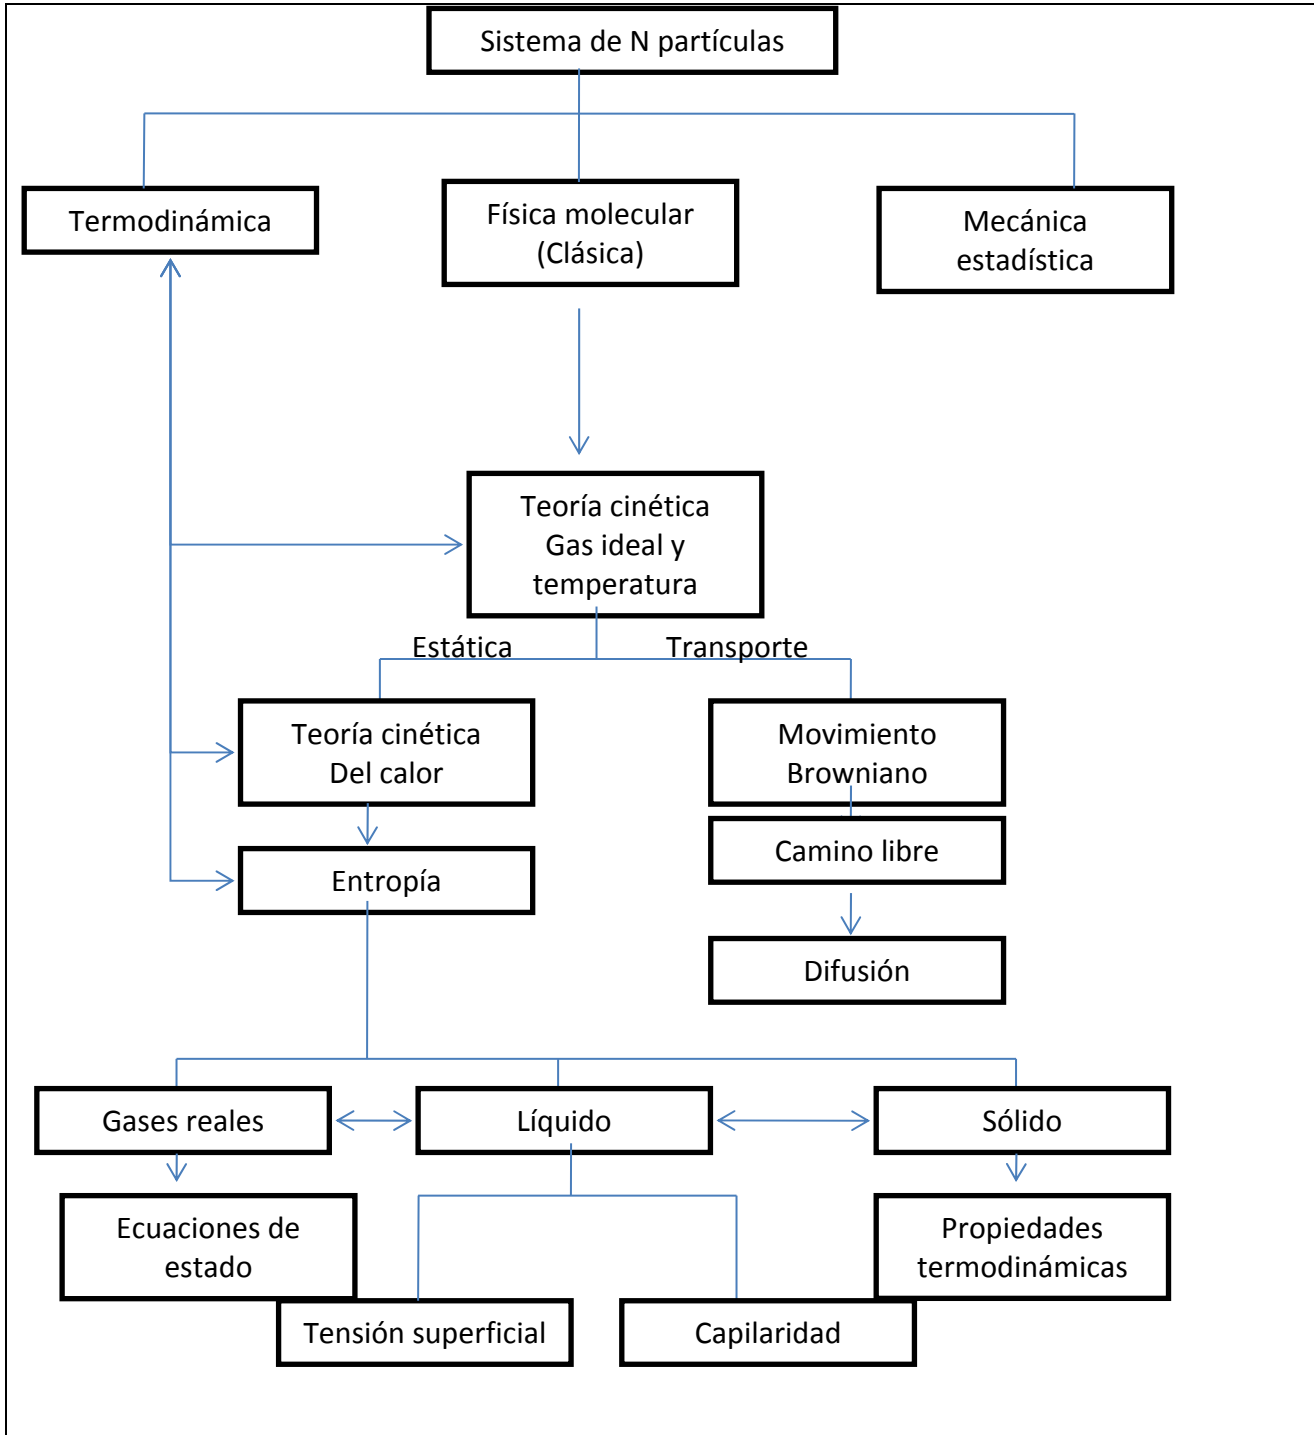 Sistema de N partículas
Termodinámica
Física molecular
(Clásica)
Mecánica
estadística
Teoría cinética
Gas ideal y
temperatura
Estática
Transporte
Teoría cinética
Del calor
Movimiento
Browniano
Camino libre
Entropía
Difusión
Gases reales
Líquido
Sólido
Ecuaciones de
estado
Propiedades
termodinámicas
Tensión superficial
Capilaridad